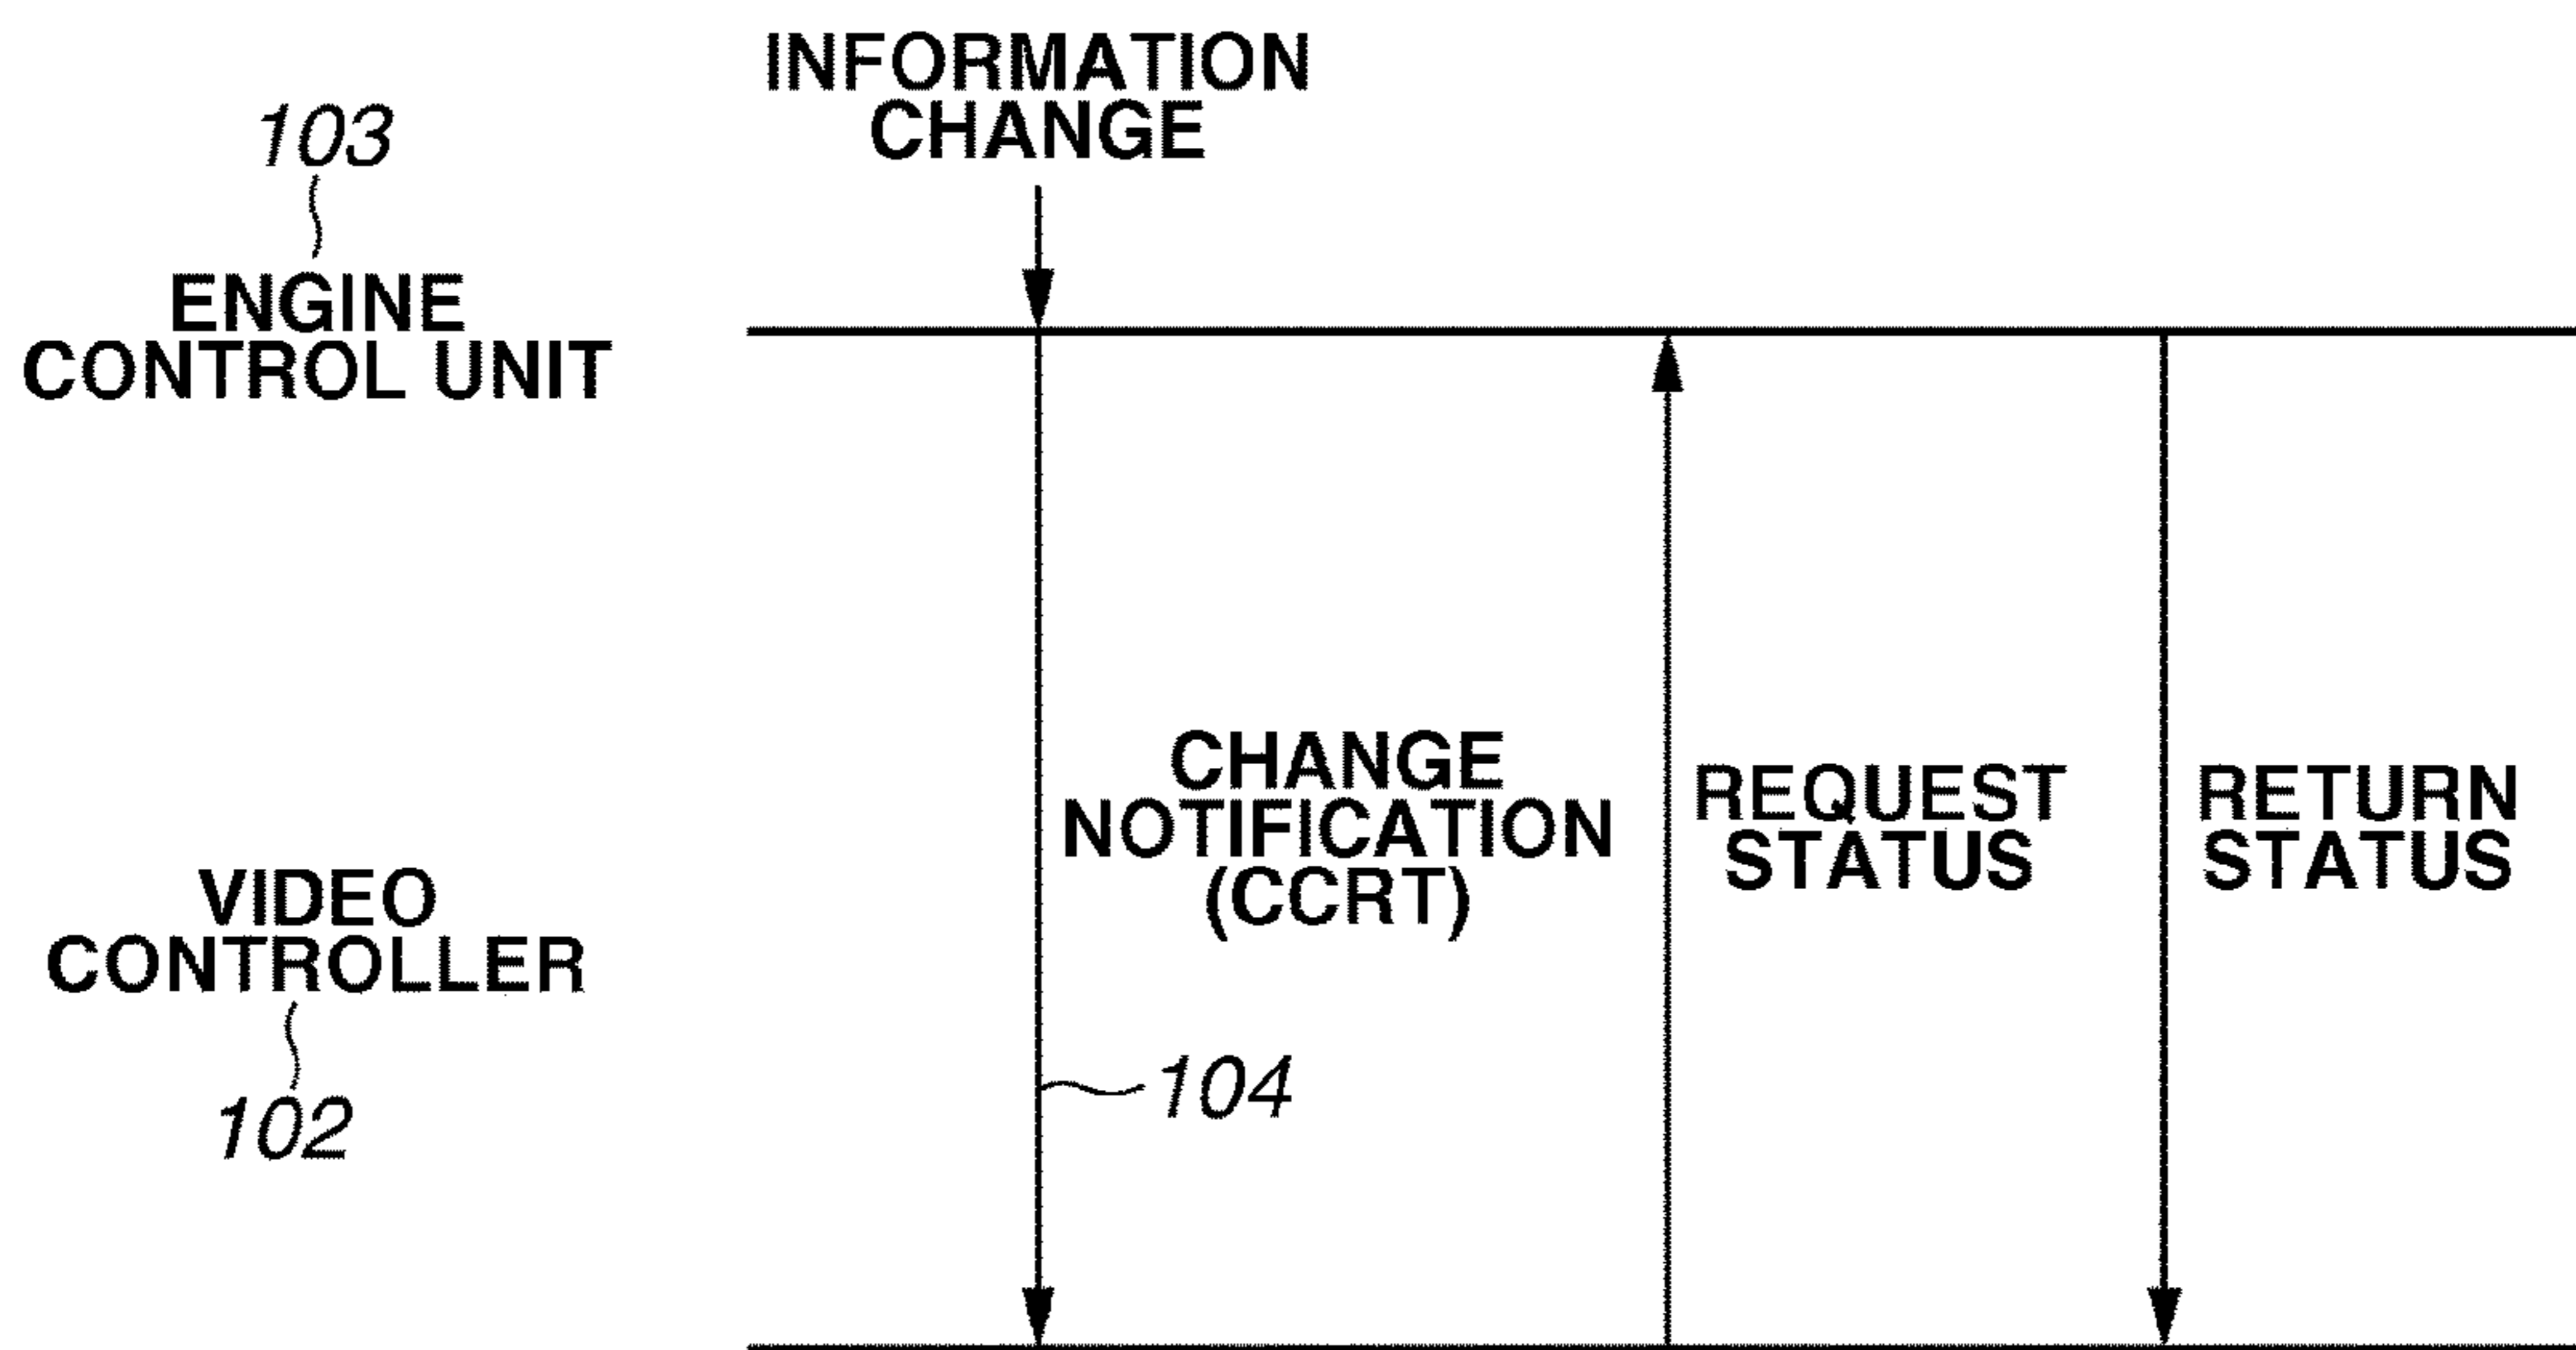 INFORMATION
CHANGE
103
ENGINE
CONTROL UNIT
CHANGE
NOTIFICATION
(CCRT)
REQUEST
STATUS
RETURN
STATUS
VIDEO
CONTROLLER
102
104